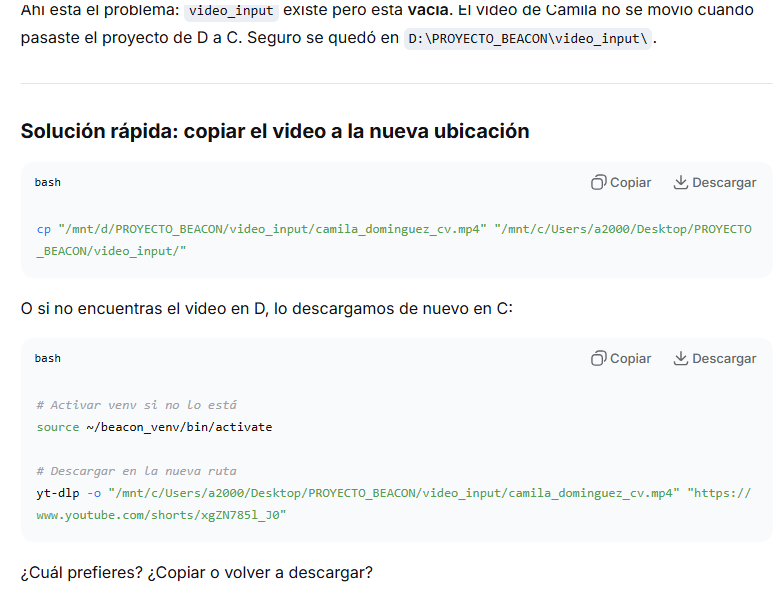 Ahí está el problema: video_input existe pero está vacía. El video de Camila no se movió cuando
pasaste el proyecto de D a C. Seguro se quedó en D:\PROYECTO_BEACON\video_input\.
Solución rápida: copiar el video a la nueva ubicación
bash
Copiar Descargar
cp "/mnt/d/PROYECTO_BEACON/video_input/camila_dominguez_cv.mp4" "/mnt/c/Users/a2000/Desktop/PROYECTO
_BEACON/video_input/"
O si no encuentras el video en D, lo descargamos de nuevo en C:
bash
Copiar Descargar
# Activar venv si no lo está
source ~/beacon_venv/bin/activate
# Descargar en la nueva ruta
yt-dlp -o "/mnt/c/Users/a2000/Desktop/PROYECTO_BEACON/video_input/camila_dominguez_cv.mp4" "https://
www.youtube.com/shorts/xgZN785l_J0"
¿Cuál prefieres? ¿Copiar o volver a descargar?